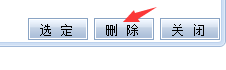 选 定 删 除 关 闭